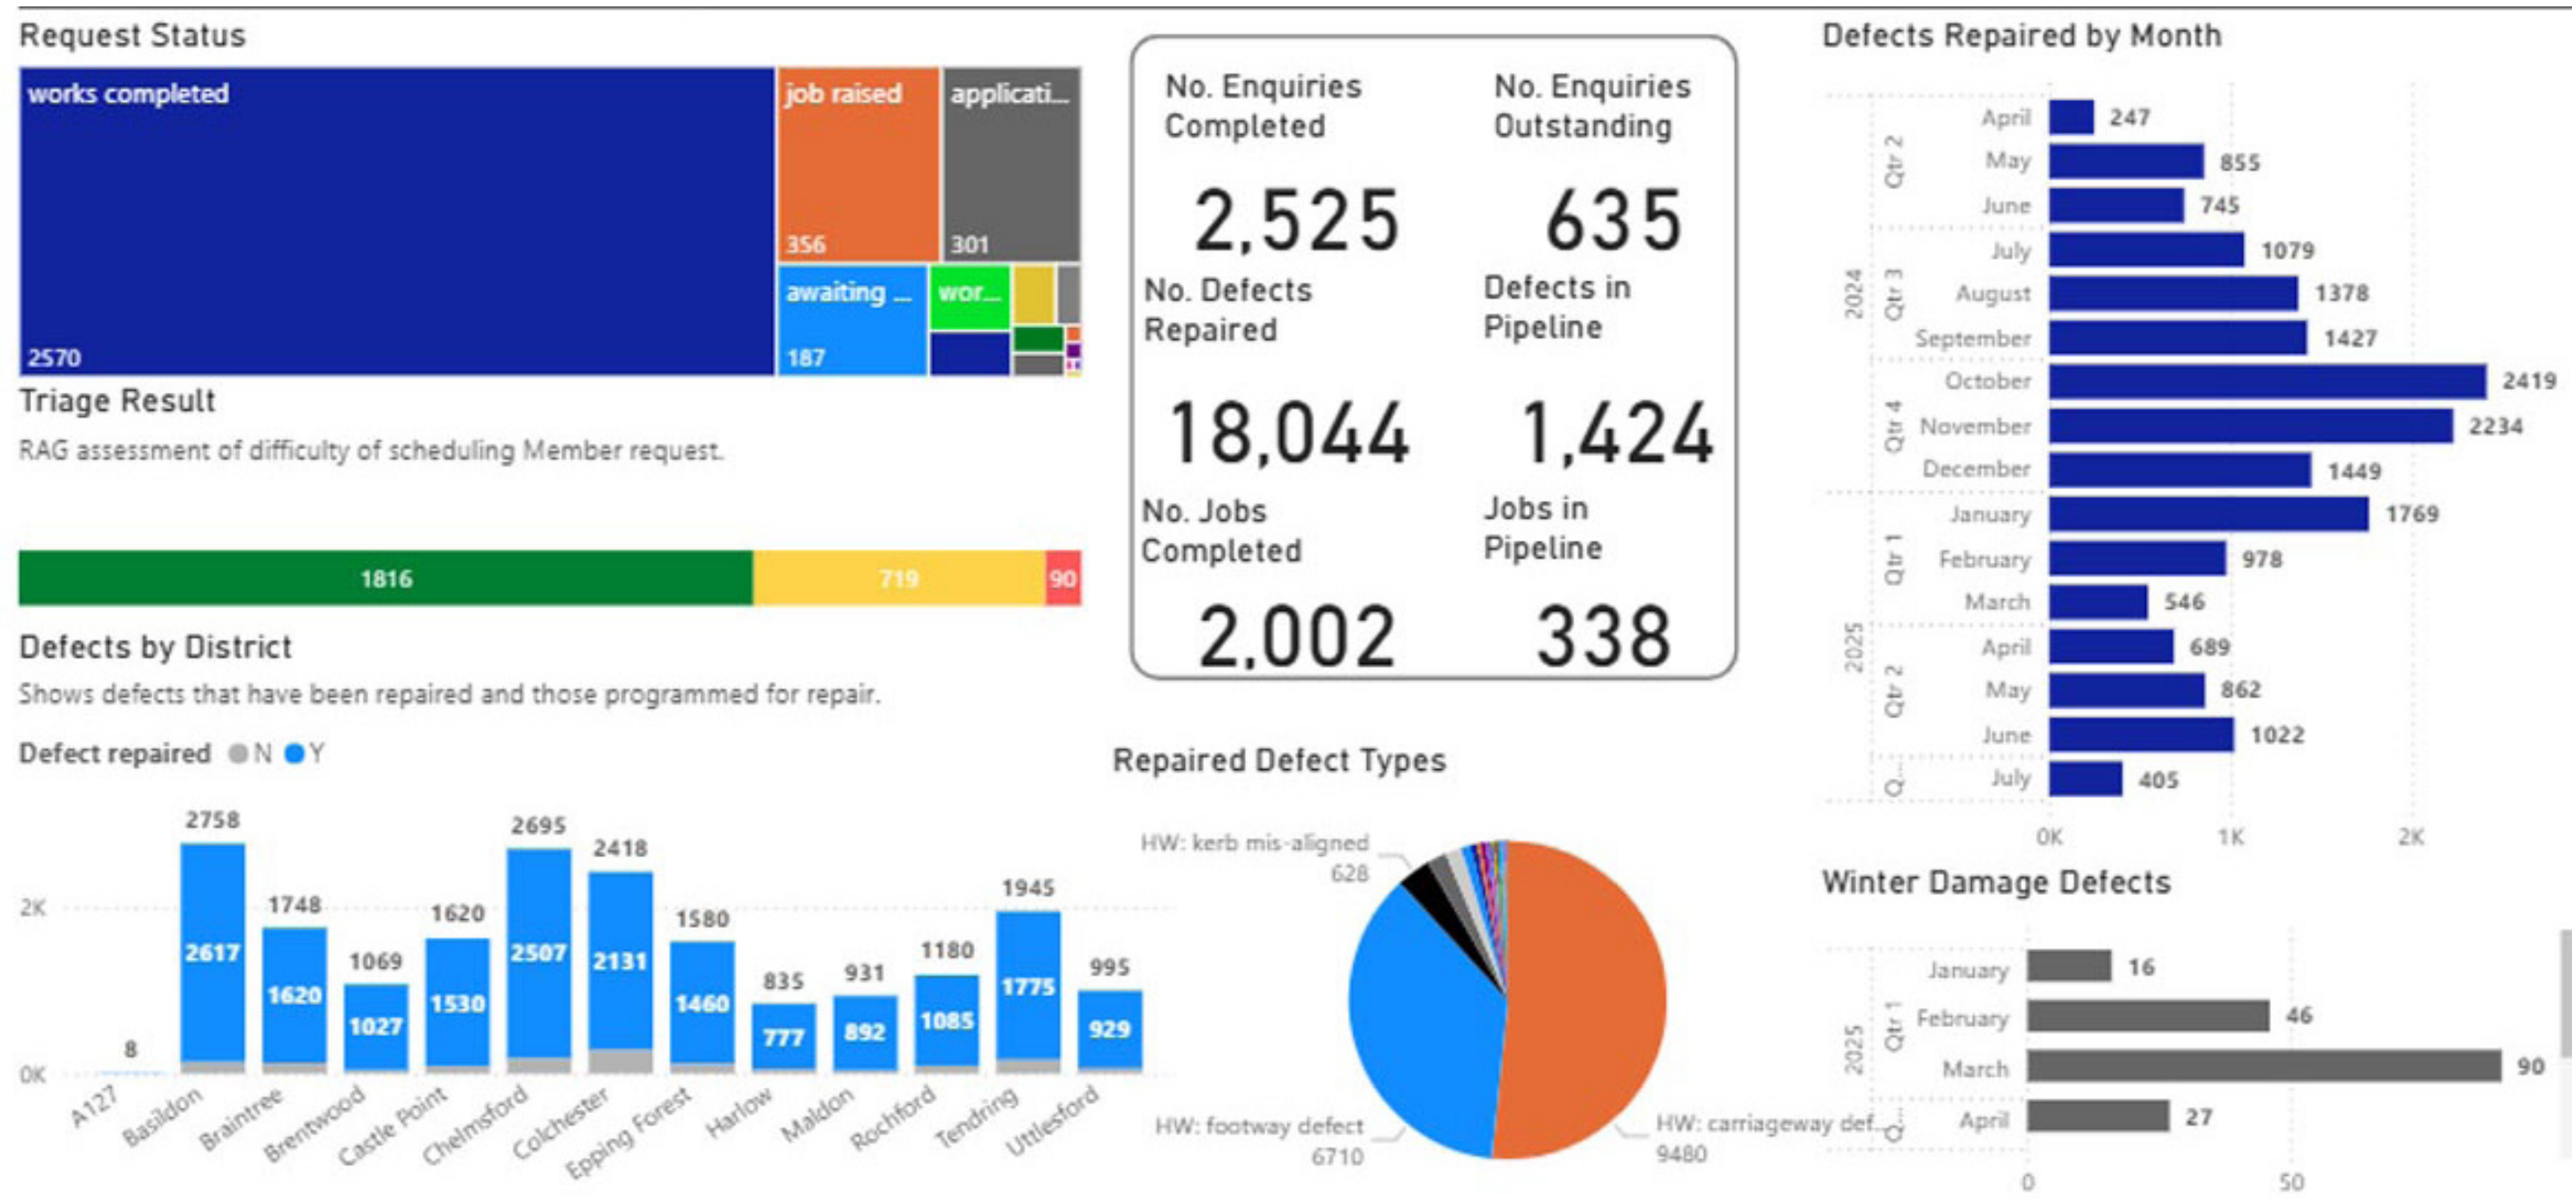 Request Status
works completed
2570
job raised
356
applicati...
301
awaiting ...
187
wor...
Triage Result
RAG assessment of difficulty of scheduling Member request.
1816
719
90
Defects by District
Shows defects that have been repaired and those programmed for repair.
Defect repaired N Y
2K
0K
8
2758
2617
1748
1620
1069
1027
1620
1530
2695
2507
2418
2131
1580
1460
835
777
931
892
1180
1085
1945
1775
995
929
A127
Basildon
Braintree
Brentwood
Castle Point
Chelmsford
Colchester
Epping Forest
Harlow
Maldon
Rochford
Tendring
Uttlesford
No. Enquiries
Completed
2,525
No. Enquiries
Outstanding
635
No. Defects
Repaired
18,044
Defects in
Pipeline
1,424
No. Jobs
Completed
2,002
Jobs in
Pipeline
338
Repaired Defect Types
HW: kerb mis-aligned
628
HW: footway defect
6710
HW: carriageway def...
9480
Defects Repaired by Month
2024
Qtr 2
April 247
May 855
June 745
Qtr 3
July 1079
August 1378
September 1427
Qtr 4
October 2419
November 2234
December 1449
2025
Qtr 1
January 1769
February 978
March 546
Qtr 2
April 689
May 862
June 1022
Q...
July 405
0K 1K 2K
Winter Damage Defects
2025
Qtr 1
January 16
February 46
March 90
Q...
April 27
0 50